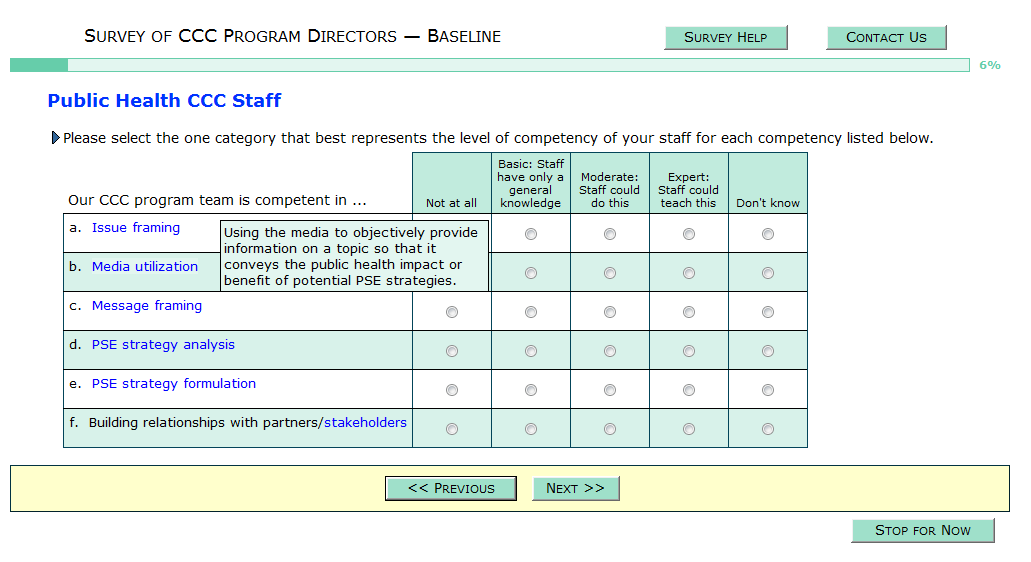 Survey of CCC Program Directors — Baseline
Survey Help
Contact Us
6%
Public Health CCC Staff
Please select the one category that best represents the level of competency of your staff for each competency listed below.
Our CCC program team is competent in ...
Not at all
Basic: Staff
have only a
general
knowledge
Moderate:
Staff could
do this
Expert:
Staff could
teach this
Don't know
a. Issue framing
Using the media to objectively provide
information on a topic so that it
conveys the public health impact or
benefit of potential PSE strategies.
b. Media utilization
c. Message framing
d. PSE strategy analysis
e. PSE strategy formulation
f. Building relationships with partners/stakeholders
<< Previous
Next >>
Stop for Now